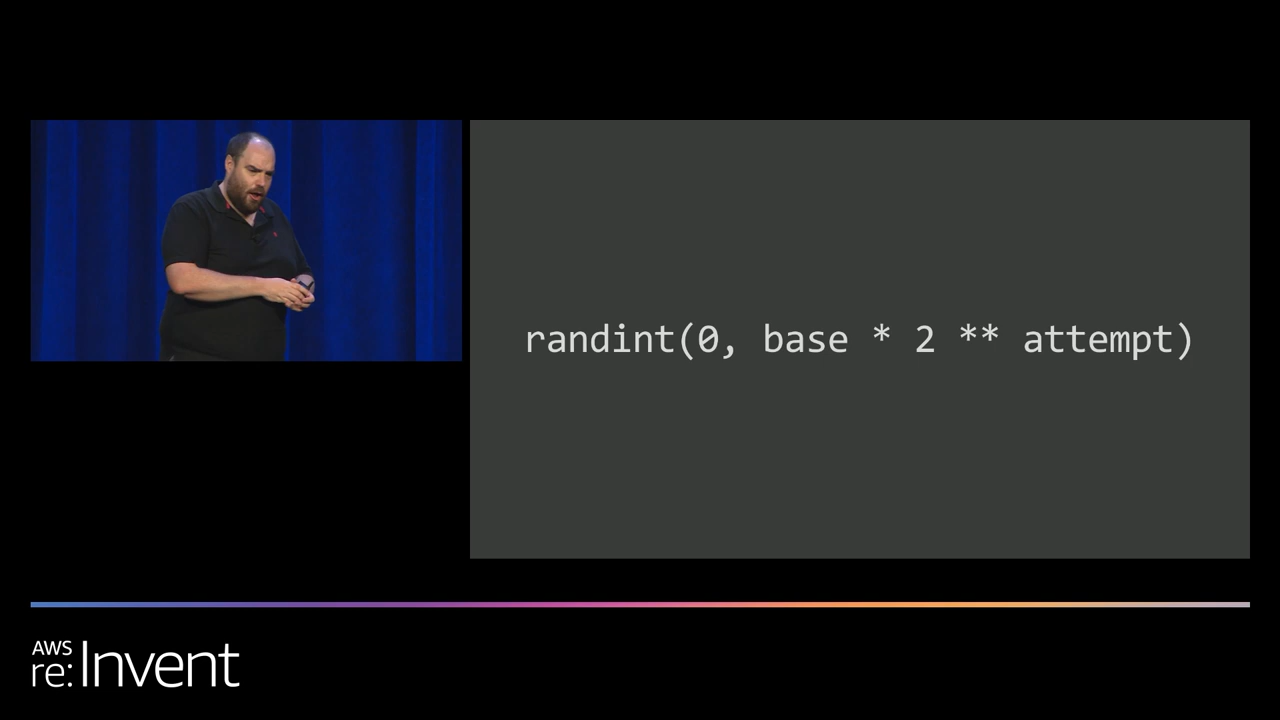 randint(0, base * 2 ** attempt)
AWS
re:Invent